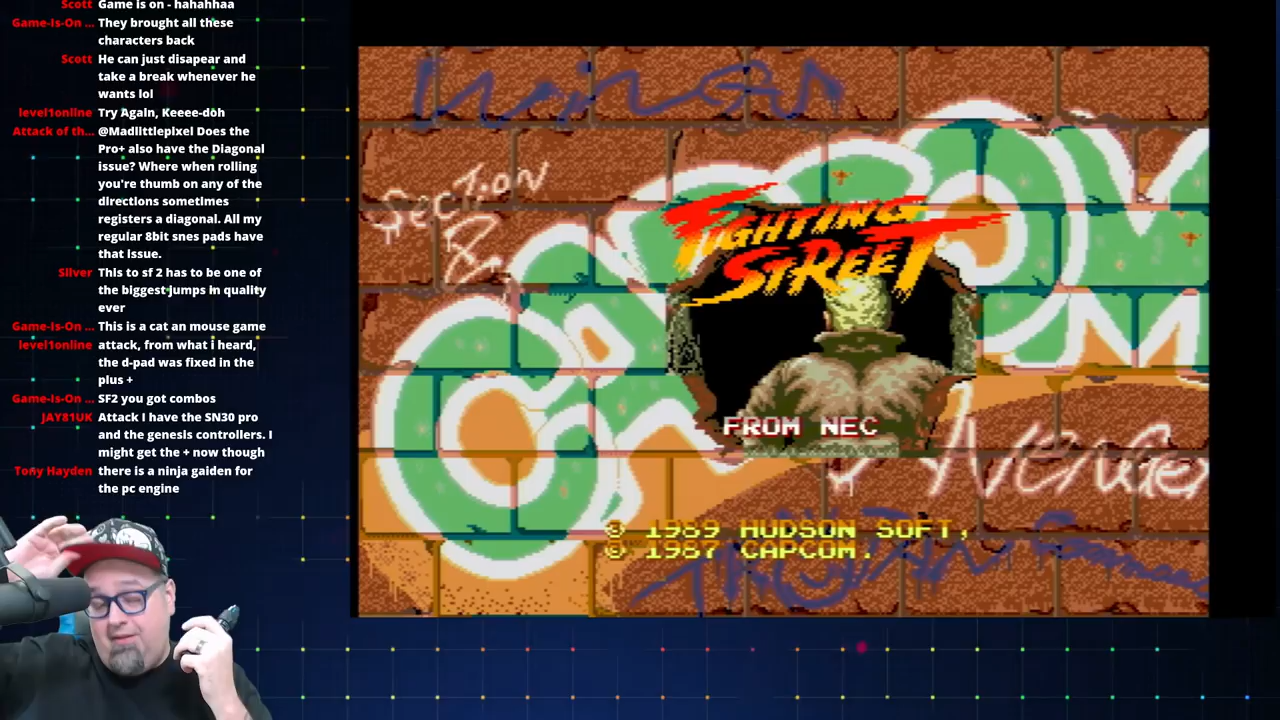 Scott Game is on - hahahhaa
Game-Is-On ... They brought all these
characters back
Scott He can just disapear and
take a break whenever he
wants lol
level1online Try Again, Keeee-doh
Attack of th... @Madlittlepixel Does the
Pro+ also have the Diagonal
issue? Where when rolling
you're thumb on any of the
directions sometimes
registers a diagonal. All my
regular 8bit snes pads have
that Issue.
Silver This to sf 2 has to be one of
the biggest jumps in quality
ever
Game-Is-On ... This is a cat an mouse game
level1online attack, from what i heard,
the d-pad was fixed in the
plus +
Game-Is-On ... SF2 you got combos
JAY81UK Attack I have the SN30 pro
and the genesis controllers. I
might get the + now though
Tony Hayden there is a ninja gaiden for
the pc engine
Section
Z
FIGHTING
STREET
FROM NEC
© 1989 HUDSON SOFT,
© 1987 CAPCOM.